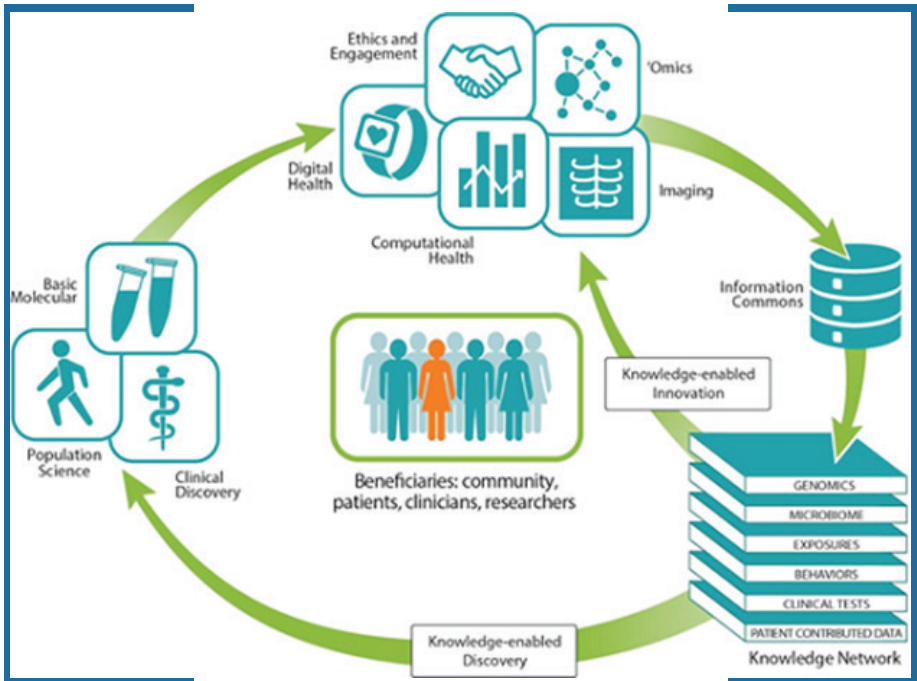 Ethics and
Engagement
'Omics
Digital
Health
Imaging
Computational
Health
Basic
Molecular
Information
Commons
Knowledge-enabled
Innovation
Population
Science
Clinical
Discovery
Beneficiaries: community,
patients, clinicians, researchers
GENOMICS
MICROBIOME
EXPOSURES
BEHAVIORS
CLINICAL TESTS
PATIENT CONTRIBUTED DATA
Knowledge Network
Knowledge-enabled
Discovery